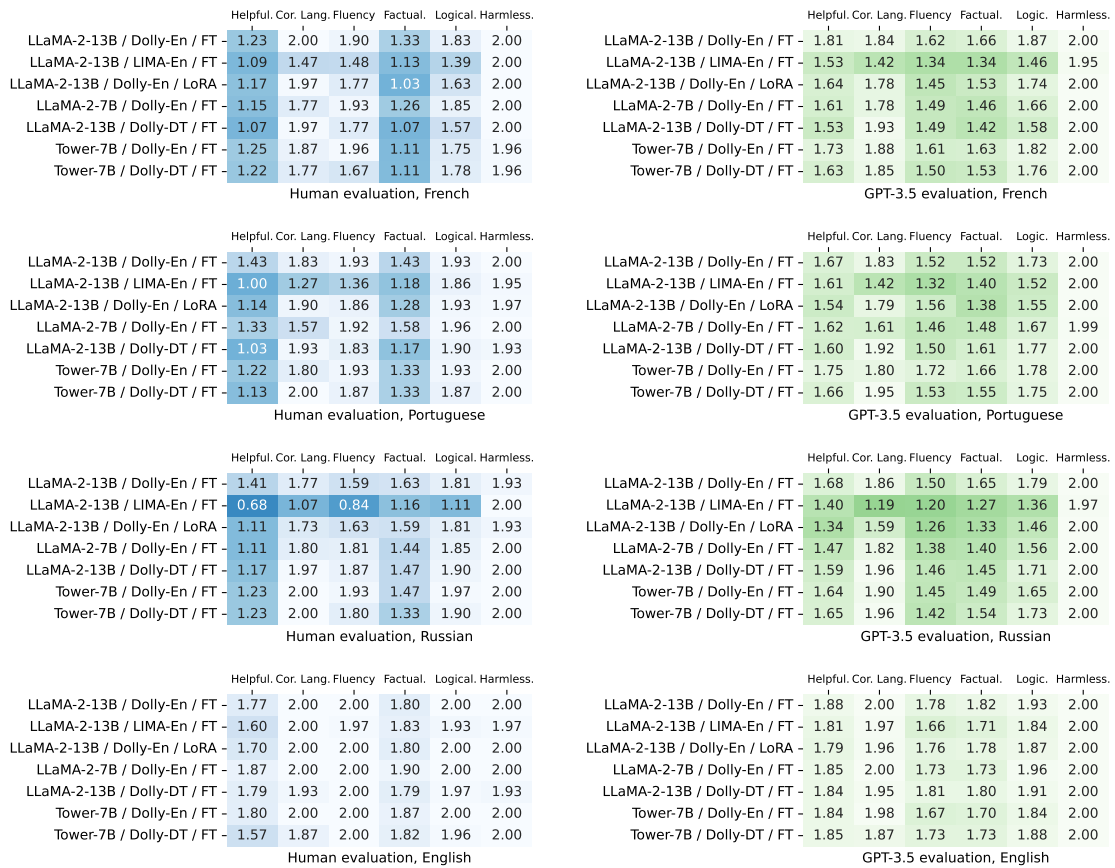 Helpful. Cor. Lang. Fluency Factual. Logical. Harmless.
LLaMA-2-13B / Dolly-En / FT 1.23 2.00 1.90 1.33 1.83 2.00
LLaMA-2-13B / LIMA-En / FT 1.09 1.47 1.48 1.13 1.39 2.00
LLaMA-2-13B / Dolly-En / LoRA 1.17 1.97 1.77 1.03 1.63 2.00
LLaMA-2-7B / Dolly-En / FT 1.15 1.77 1.93 1.26 1.85 2.00
LLaMA-2-13B / Dolly-DT / FT 1.07 1.97 1.77 1.07 1.57 2.00
Tower-7B / Dolly-En / FT 1.25 1.87 1.96 1.11 1.75 1.96
Tower-7B / Dolly-DT / FT 1.22 1.77 1.67 1.11 1.78 1.96
Human evaluation, French
Helpful. Cor. Lang. Fluency Factual. Logic. Harmless.
LLaMA-2-13B / Dolly-En / FT 1.81 1.84 1.62 1.66 1.87 2.00
LLaMA-2-13B / LIMA-En / FT 1.53 1.42 1.34 1.34 1.46 1.95
LLaMA-2-13B / Dolly-En / LoRA 1.64 1.78 1.45 1.53 1.74 2.00
LLaMA-2-7B / Dolly-En / FT 1.61 1.78 1.49 1.46 1.66 2.00
LLaMA-2-13B / Dolly-DT / FT 1.53 1.93 1.49 1.42 1.58 2.00
Tower-7B / Dolly-En / FT 1.73 1.88 1.61 1.63 1.82 2.00
Tower-7B / Dolly-DT / FT 1.63 1.85 1.50 1.53 1.76 2.00
GPT-3.5 evaluation, French
Helpful. Cor. Lang. Fluency Factual. Logical. Harmless.
LLaMA-2-13B / Dolly-En / FT 1.43 1.83 1.93 1.43 1.93 2.00
LLaMA-2-13B / LIMA-En / FT 1.00 1.27 1.36 1.18 1.86 1.95
LLaMA-2-13B / Dolly-En / LoRA 1.14 1.90 1.86 1.28 1.93 1.97
LLaMA-2-7B / Dolly-En / FT 1.33 1.57 1.92 1.58 1.96 2.00
LLaMA-2-13B / Dolly-DT / FT 1.03 1.93 1.83 1.17 1.90 1.93
Tower-7B / Dolly-En / FT 1.22 1.80 1.93 1.33 1.93 2.00
Tower-7B / Dolly-DT / FT 1.13 2.00 1.87 1.33 1.87 2.00
Human evaluation, Portuguese
Helpful. Cor. Lang. Fluency Factual. Logic. Harmless.
LLaMA-2-13B / Dolly-En / FT 1.67 1.83 1.52 1.52 1.73 2.00
LLaMA-2-13B / LIMA-En / FT 1.61 1.42 1.32 1.40 1.52 2.00
LLaMA-2-13B / Dolly-En / LoRA 1.54 1.79 1.56 1.38 1.55 2.00
LLaMA-2-7B / Dolly-En / FT 1.62 1.61 1.46 1.48 1.67 1.99
LLaMA-2-13B / Dolly-DT / FT 1.60 1.92 1.50 1.61 1.77 2.00
Tower-7B / Dolly-En / FT 1.75 1.80 1.72 1.66 1.78 2.00
Tower-7B / Dolly-DT / FT 1.66 1.95 1.53 1.55 1.75 2.00
GPT-3.5 evaluation, Portuguese
Helpful. Cor. Lang. Fluency Factual. Logical. Harmless.
LLaMA-2-13B / Dolly-En / FT 1.41 1.77 1.59 1.63 1.81 1.93
LLaMA-2-13B / LIMA-En / FT 0.68 1.07 0.84 1.16 1.11 2.00
LLaMA-2-13B / Dolly-En / LoRA 1.11 1.73 1.63 1.59 1.81 1.93
LLaMA-2-7B / Dolly-En / FT 1.11 1.80 1.81 1.44 1.85 2.00
LLaMA-2-13B / Dolly-DT / FT 1.17 1.97 1.87 1.47 1.90 2.00
Tower-7B / Dolly-En / FT 1.23 2.00 1.93 1.47 1.97 2.00
Tower-7B / Dolly-DT / FT 1.23 2.00 1.80 1.33 1.90 2.00
Human evaluation, Russian
Helpful. Cor. Lang. Fluency Factual. Logic. Harmless.
LLaMA-2-13B / Dolly-En / FT 1.68 1.86 1.50 1.65 1.79 2.00
LLaMA-2-13B / LIMA-En / FT 1.40 1.19 1.20 1.27 1.36 1.97
LLaMA-2-13B / Dolly-En / LoRA 1.34 1.59 1.26 1.33 1.46 2.00
LLaMA-2-7B / Dolly-En / FT 1.47 1.82 1.38 1.40 1.56 2.00
LLaMA-2-13B / Dolly-DT / FT 1.59 1.96 1.46 1.45 1.71 2.00
Tower-7B / Dolly-En / FT 1.64 1.90 1.45 1.49 1.65 2.00
Tower-7B / Dolly-DT / FT 1.65 1.96 1.42 1.54 1.73 2.00
GPT-3.5 evaluation, Russian
Helpful. Cor. Lang. Fluency Factual. Logical. Harmless.
LLaMA-2-13B / Dolly-En / FT 1.77 2.00 2.00 1.80 2.00 2.00
LLaMA-2-13B / LIMA-En / FT 1.60 2.00 1.97 1.83 1.93 1.97
LLaMA-2-13B / Dolly-En / LoRA 1.70 2.00 2.00 1.80 2.00 2.00
LLaMA-2-7B / Dolly-En / FT 1.87 2.00 2.00 1.90 2.00 2.00
LLaMA-2-13B / Dolly-DT / FT 1.79 1.93 2.00 1.79 1.97 1.93
Tower-7B / Dolly-En / FT 1.80 2.00 2.00 1.87 2.00 2.00
Tower-7B / Dolly-DT / FT 1.57 1.87 2.00 1.82 1.96 2.00
Human evaluation, English
Helpful. Cor. Lang. Fluency Factual. Logic. Harmless.
LLaMA-2-13B / Dolly-En / FT 1.88 2.00 1.78 1.82 1.93 2.00
LLaMA-2-13B / LIMA-En / FT 1.81 1.97 1.66 1.71 1.84 2.00
LLaMA-2-13B / Dolly-En / LoRA 1.79 1.96 1.76 1.78 1.87 2.00
LLaMA-2-7B / Dolly-En / FT 1.85 2.00 1.73 1.73 1.96 2.00
LLaMA-2-13B / Dolly-DT / FT 1.84 1.95 1.81 1.80 1.91 2.00
Tower-7B / Dolly-En / FT 1.84 1.98 1.67 1.70 1.84 2.00
Tower-7B / Dolly-DT / FT 1.85 1.87 1.73 1.73 1.88 2.00
GPT-3.5 evaluation, English